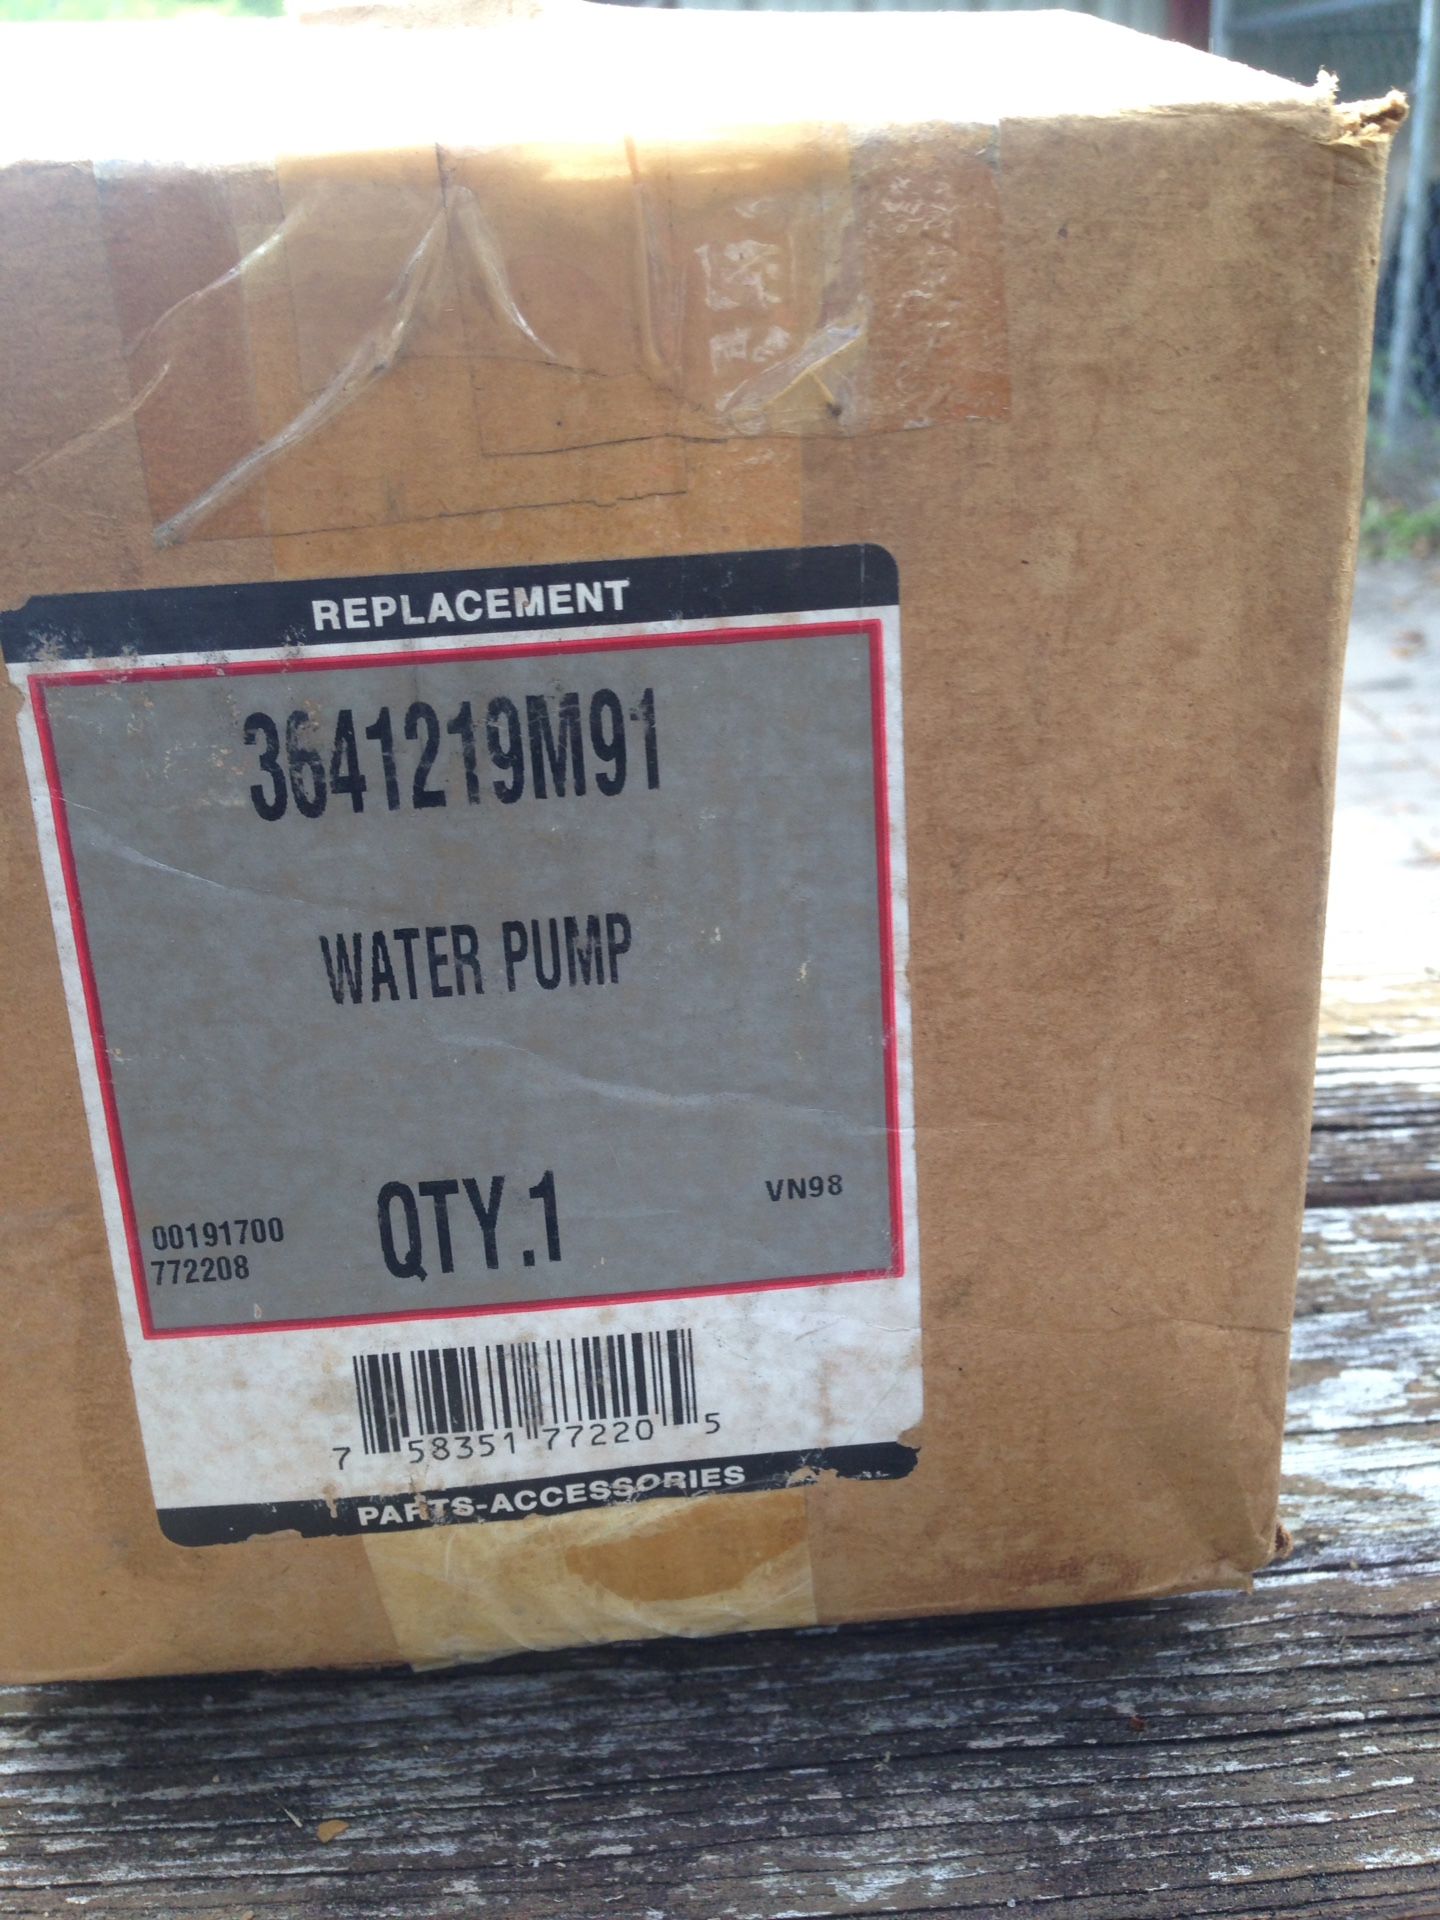 REPLACEMENT
3641219M91
WATER PUMP
QTY.1
VN98
00191700
772208
7 58351 77220 5
PARTS-ACCESSORIES